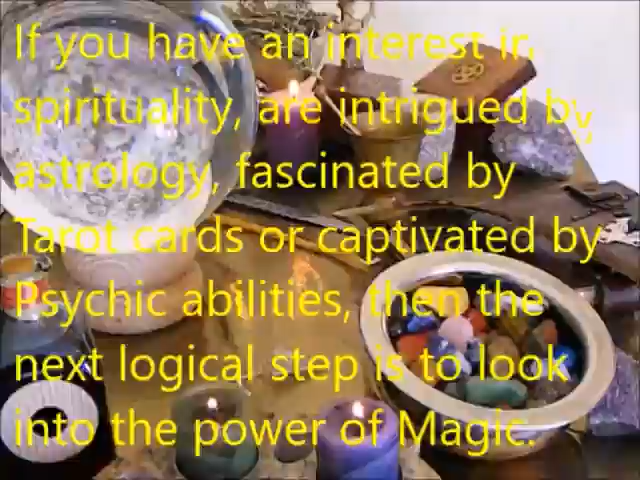 If you have an interest in
spirituality, are intrigued by
astrology, fascinated by
Tarot cards or captivated by
Psychic abilities, then the
next logical step is to look
into the power of Magic.